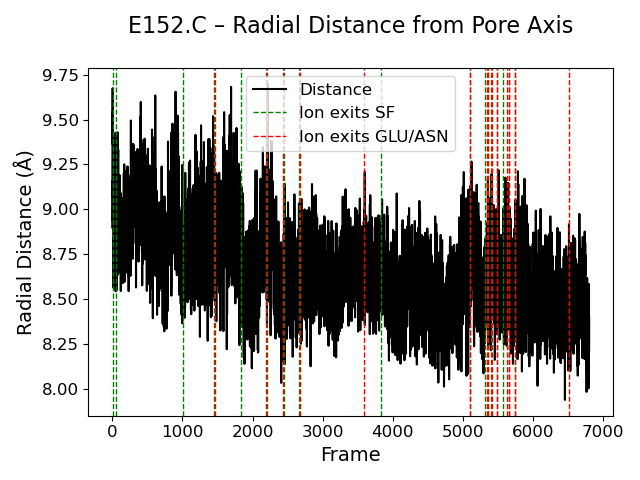 E152.C – Radial Distance from Pore Axis
Distance
Ion exits SF
Ion exits GLU/ASN
Radial Distance (Å)
9.75
9.50
9.25
9.00
8.75
8.50
8.25
8.00
0 1000 2000 3000 4000 5000 6000 7000
Frame